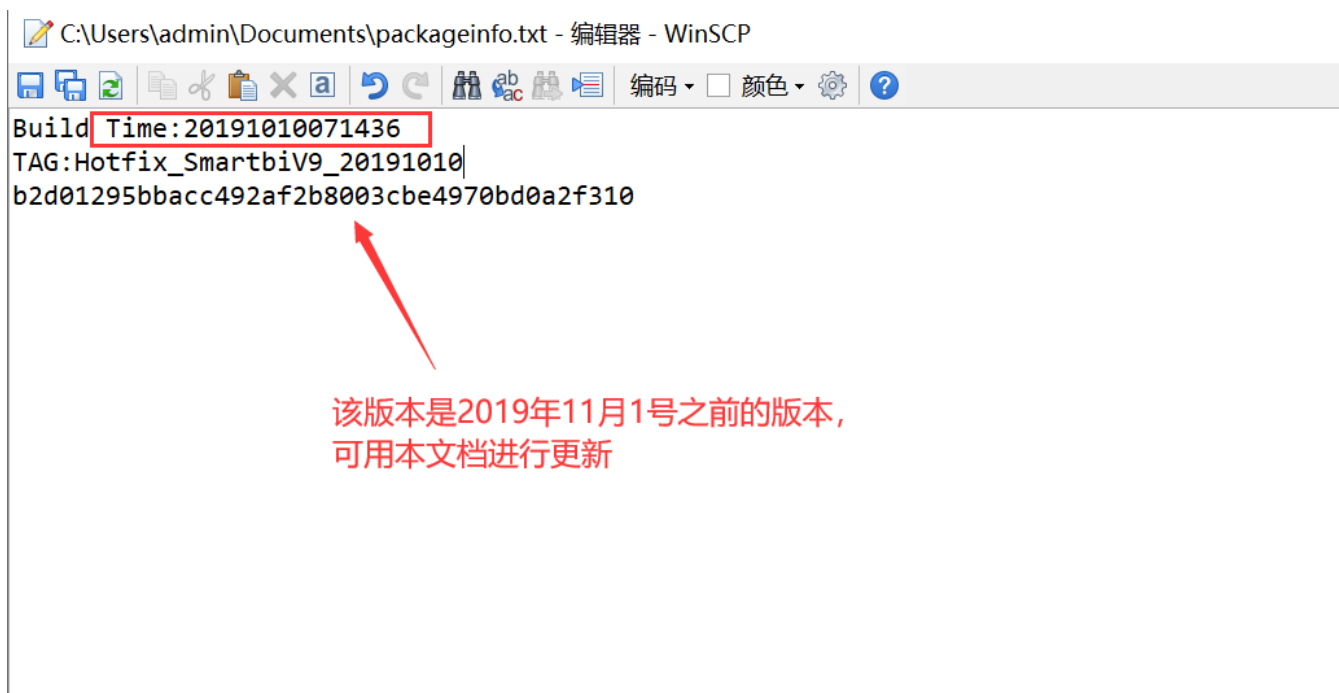 C:\Users\admin\Documents\packageinfo.txt - 编辑器 - WinSCP
编码 颜色
Build Time:20191010071436
TAG:Hotfix_SmartbiV9_20191010
b2d01295bbacc492af2b8003cbe4970bd0a2f310
该版本是2019年11月1号之前的版本，
可用本文档进行更新